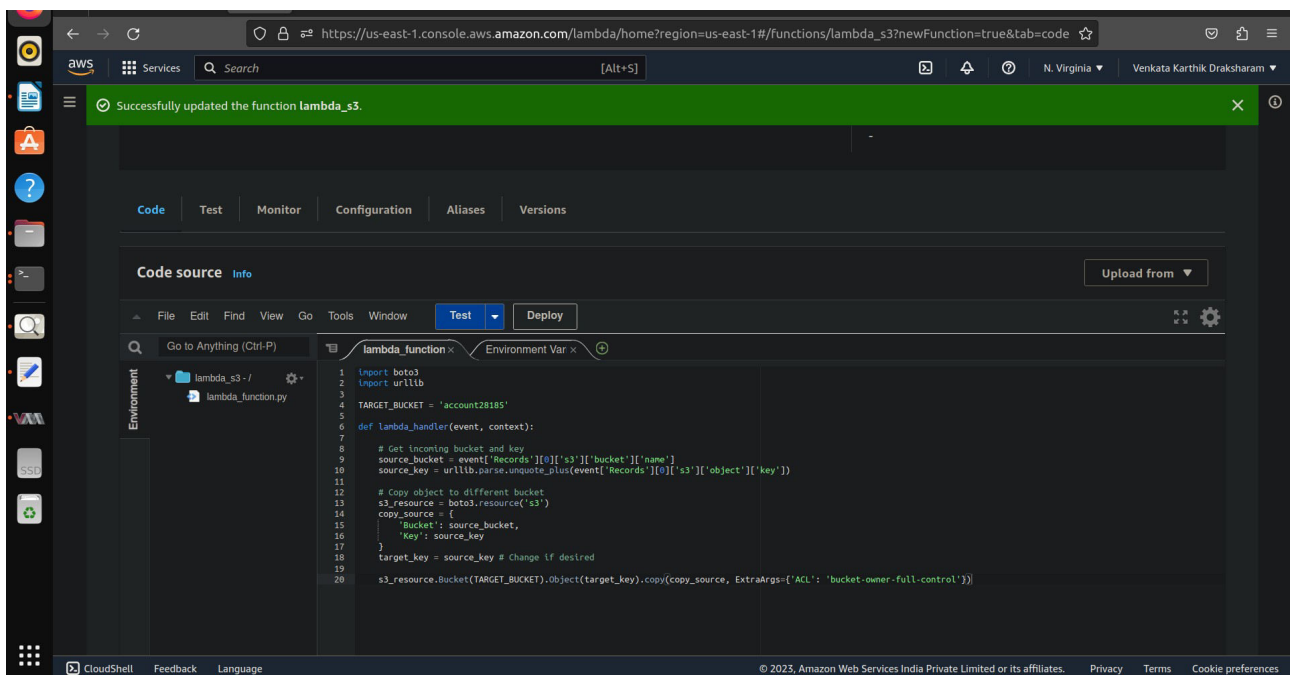 https://us-east-1.console.aws.amazon.com/lambda/home?region=us-east-1#/functions/lambda_s3?newFunction=true&tab=code
aws Services Search [Alt+S] N. Virginia ▼ Venkata Karthik Draksharam ▼
Successfully updated the function lambda_s3.
-
Code Test Monitor Configuration Aliases Versions
Code source Info Upload from ▼
File Edit Find View Go Tools Window Test Deploy
Go to Anything (Ctrl-P) lambda_function × Environment Var ×
Environment
lambda_s3 - /
lambda_function.py
1 import boto3
2 import urllib
3
4 TARGET_BUCKET = 'account28185'
5
6 def lambda_handler(event, context):
7
8 # Get incoming bucket and key
9 source_bucket = event['Records'][0]['s3']['bucket']['name']
10 source_key = urllib.parse.unquote_plus(event['Records'][0]['s3']['object']['key'])
11
12 # Copy object to different bucket
13 s3_resource = boto3.resource('s3')
14 copy_source = {
15 'Bucket': source_bucket,
16 'Key': source_key
17 }
18 target_key = source_key # Change if desired
19
20 s3_resource.Bucket(TARGET_BUCKET).Object(target_key).copy(copy_source, ExtraArgs={'ACL': 'bucket-owner-full-control'})
SSD
CloudShell Feedback Language © 2023, Amazon Web Services India Private Limited or its affiliates. Privacy Terms Cookie preferences